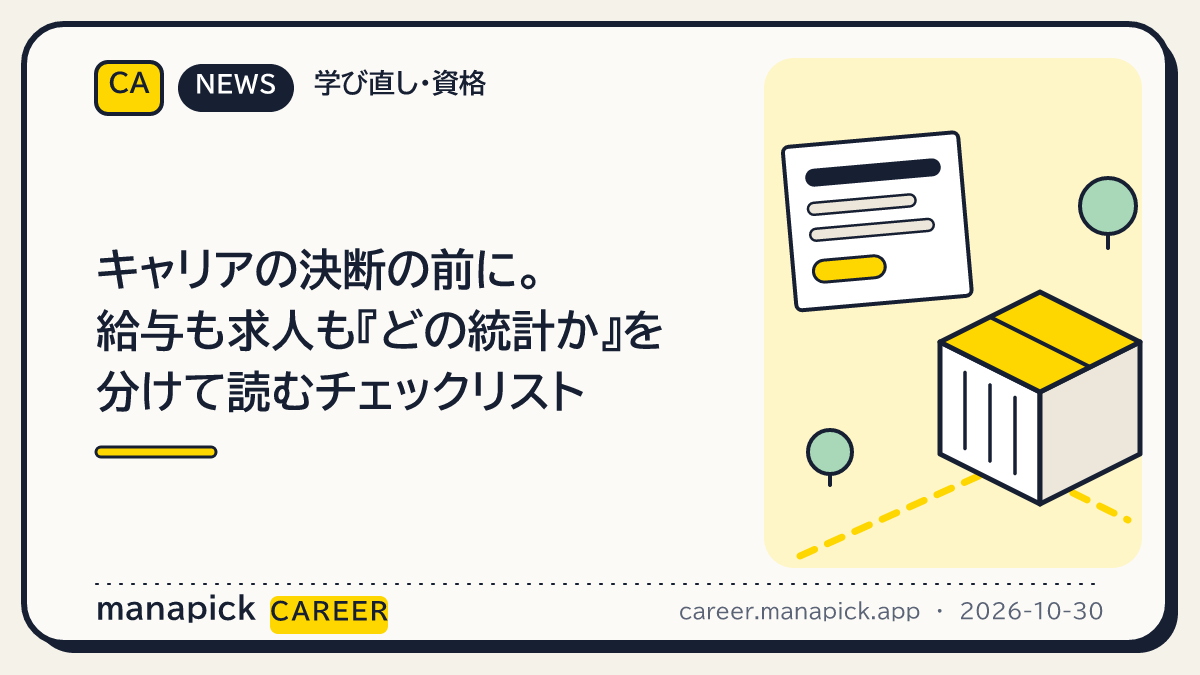 CA NEWS 学び直し・資格
キャリアの決断の前に。
給与も求人も『どの統計か』を
分けて読むチェックリスト
manapick CAREER
career.manapick.app ・ 2026-10-30